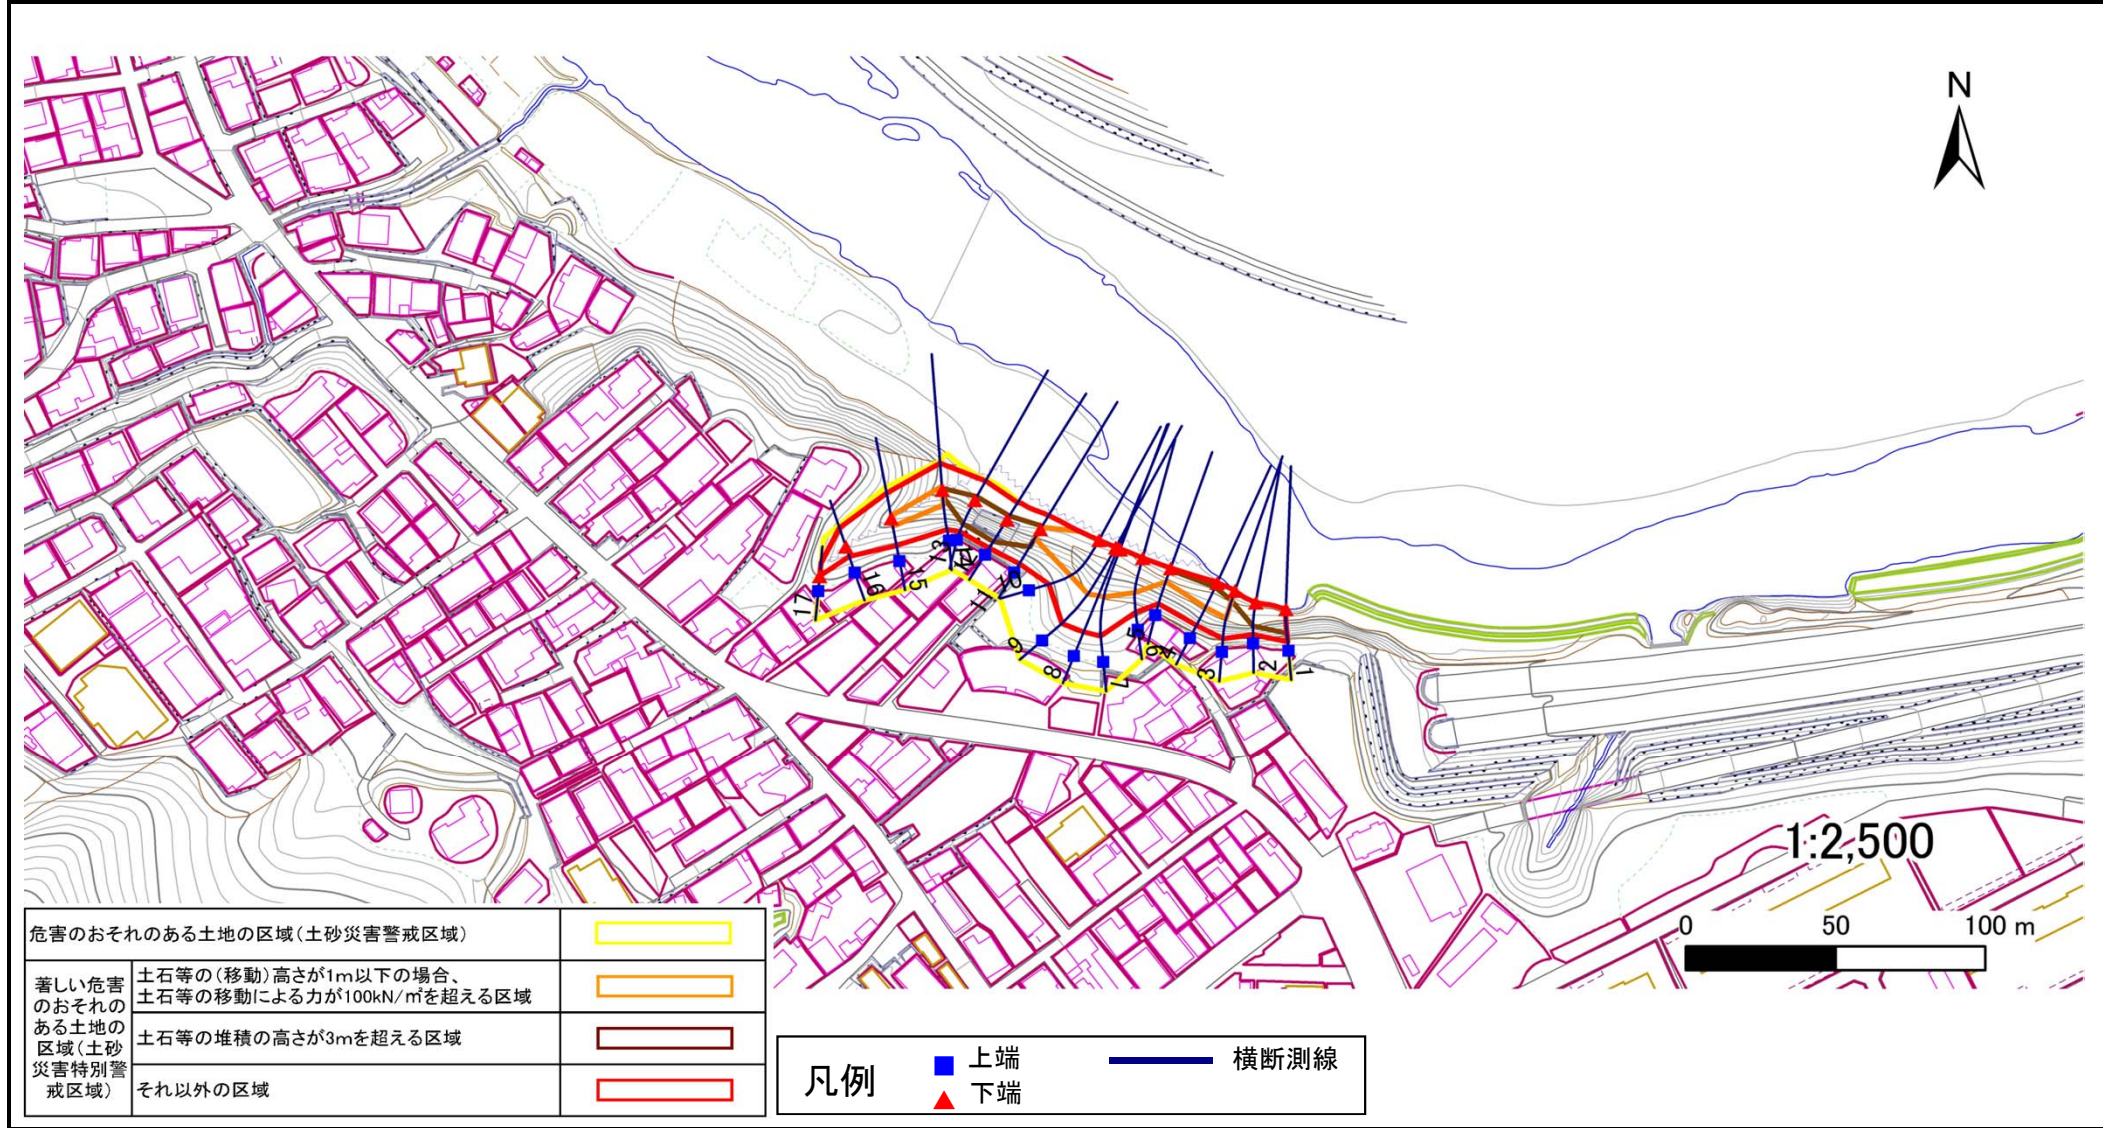 N
17
16
15
13
12
11
10
9
8
7
6
5
4
3
2
1
1:2,500
0 50 100 m
危害のおそれのある土地の区域(土砂災害警戒区域)
著しい危害
のおそれの
ある土地の
区域(土砂
災害特別警
戒区域)
土石等の(移動)高さが1m以下の場合、
土石等の移動による力が100kN/㎡を超える区域
土石等の堆積の高さが3mを超える区域
それ以外の区域
凡例
上端
下端
横断測線